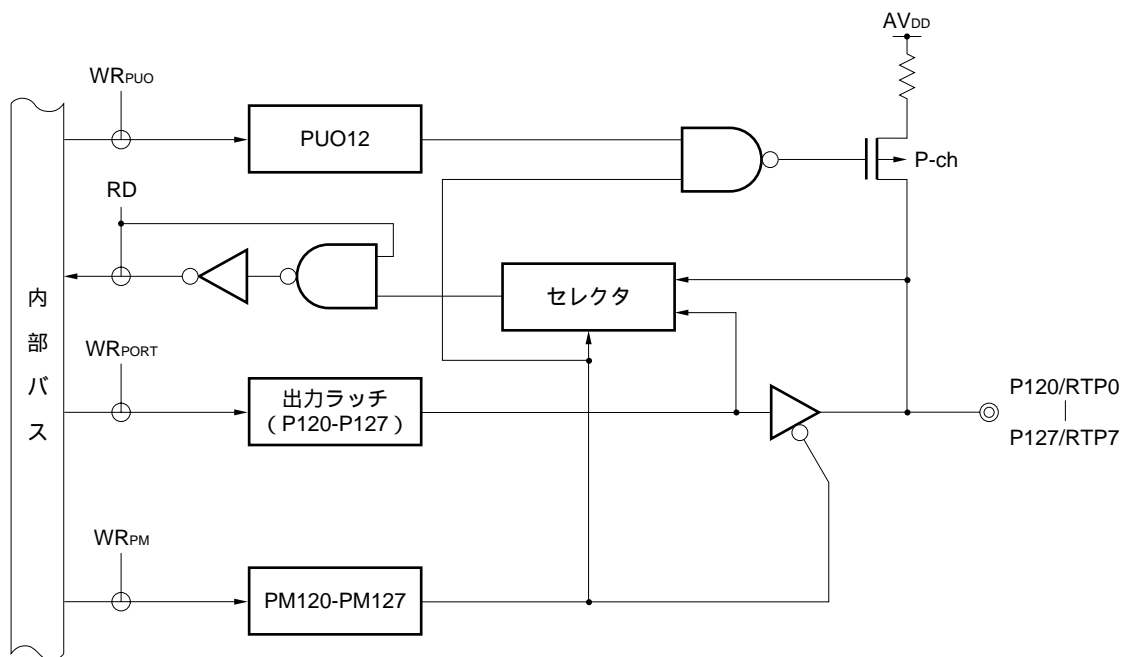 AVDD
WRPUO
PUO12
P-ch
RD
セレクタ
内部バス
WRPORT
出力ラッチ
(P120-P127)
P120/RTP0
P127/RTP7
WRPM
PM120-PM127